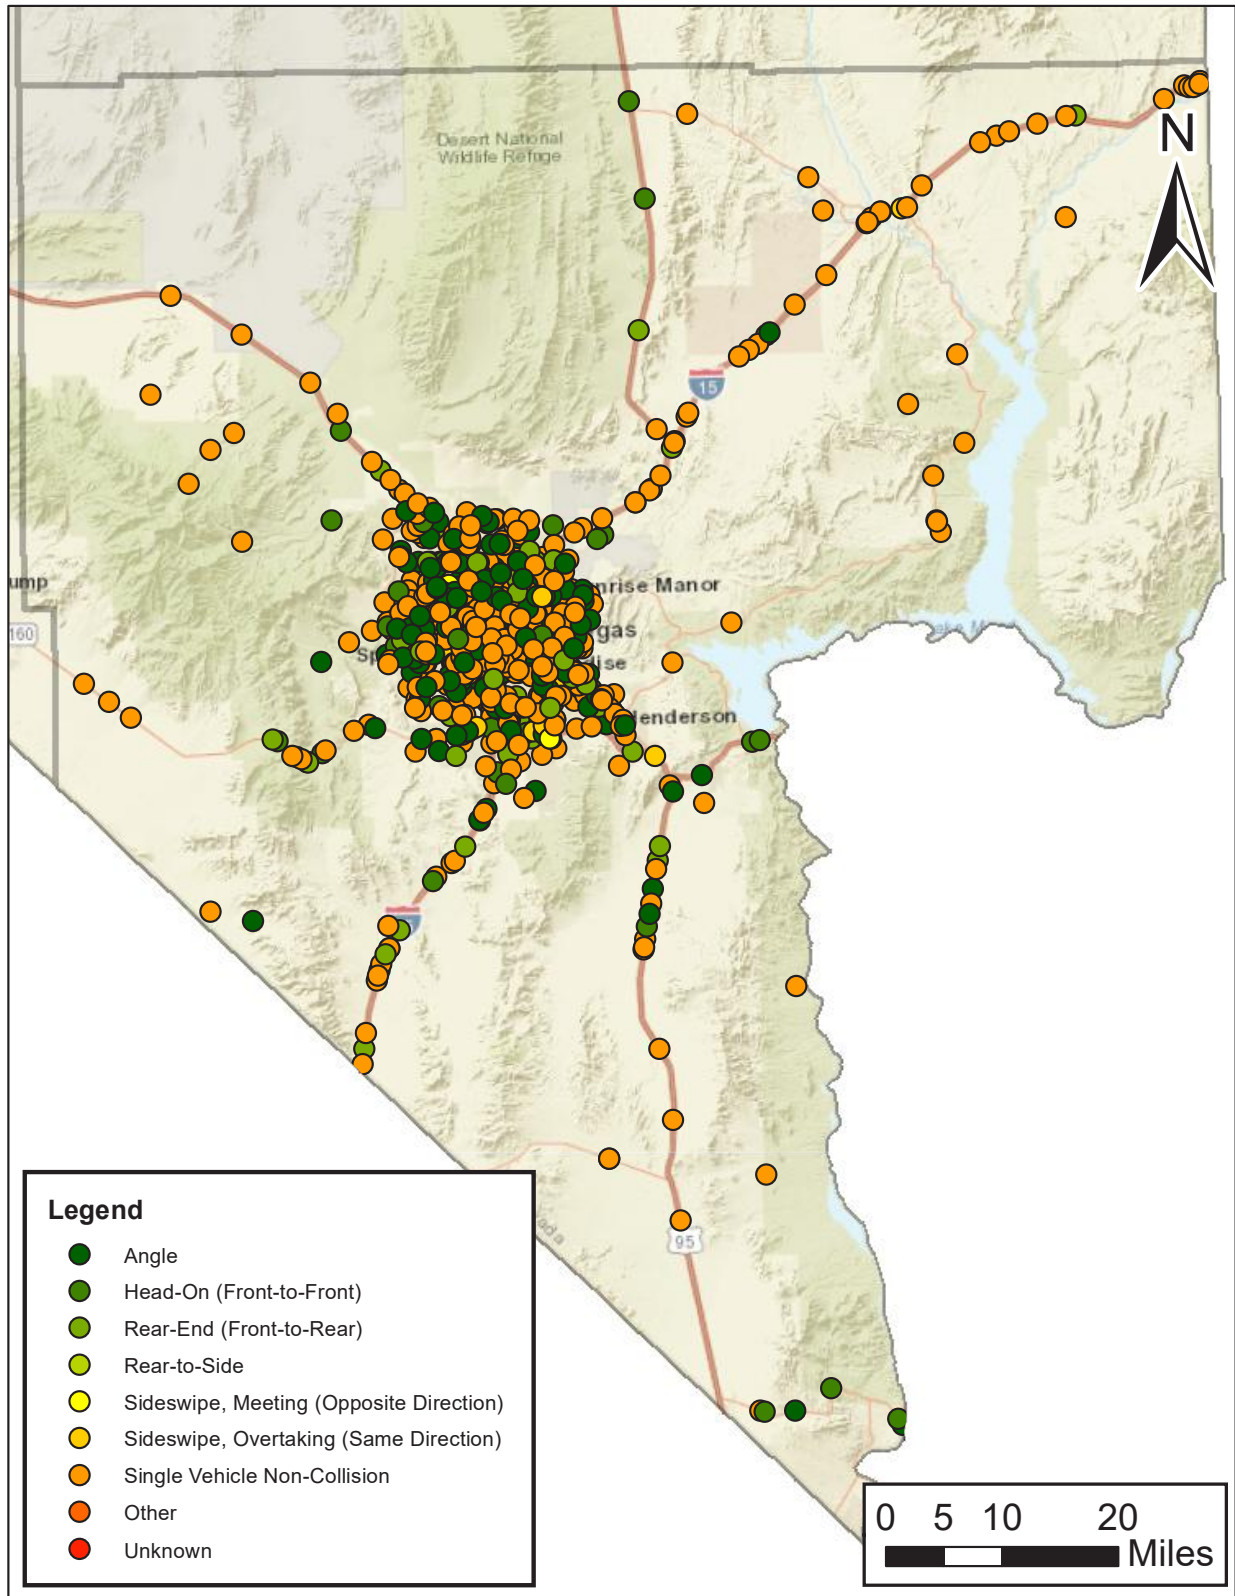 Desert National
Wildlife Refuge
N
15
ump
nrise Manor
160
gas
Sp
dise
Henderson
95
Legend
Angle
Head-On (Front-to-Front)
Rear-End (Front-to-Rear)
Rear-to-Side
Sideswipe, Meeting (Opposite Direction)
Sideswipe, Overtaking (Same Direction)
Single Vehicle Non-Collision
Other
Unknown
0 5 10 20
Miles